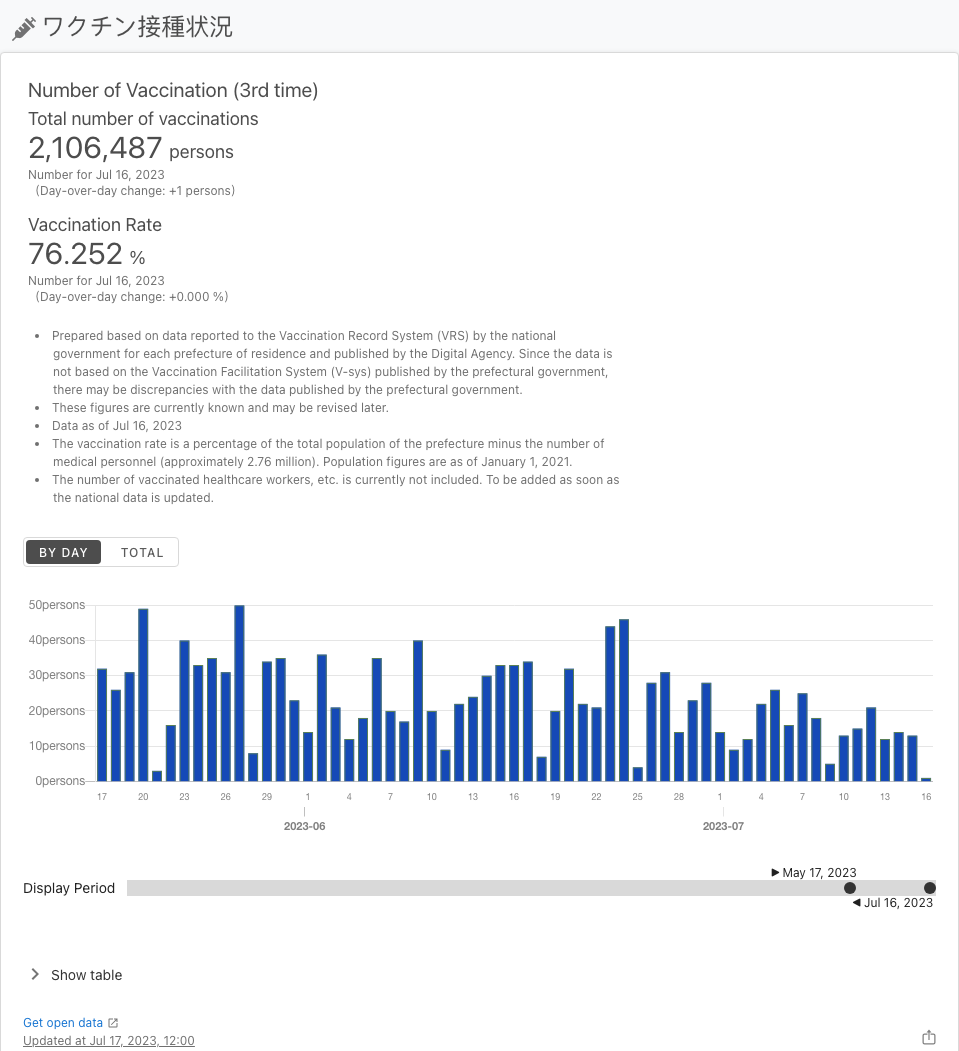 ワクチン接種状況
Number of Vaccination (3rd time)
Total number of vaccinations
2,106,487 persons
Number for Jul 16, 2023
(Day-over-day change: +1 persons)
Vaccination Rate
76.252 %
Number for Jul 16, 2023
(Day-over-day change: +0.000 %)
• Prepared based on data reported to the Vaccination Record System (VRS) by the national
government for each prefecture of residence and published by the Digital Agency. Since the data is
not based on the Vaccination Facilitation System (V-sys) published by the prefectural government,
there may be discrepancies with the data published by the prefectural government.
• These figures are currently known and may be revised later.
• Data as of Jul 16, 2023
• The vaccination rate is a percentage of the total population of the prefecture minus the number of
medical personnel (approximately 2.76 million). Population figures are as of January 1, 2021.
• The number of vaccinated healthcare workers, etc. is currently not included. To be added as soon as
the national data is updated.
BY DAY TOTAL
50persons
40persons
30persons
20persons
10persons
0persons
17 20 23 26 29 1 4 7 10 13 16 19 22 25 28 1 4 7 10 13 16
2023-06 2023-07
▶ May 17, 2023
Display Period
◀ Jul 16, 2023
Show table
Get open data
Updated at Jul 17, 2023, 12:00